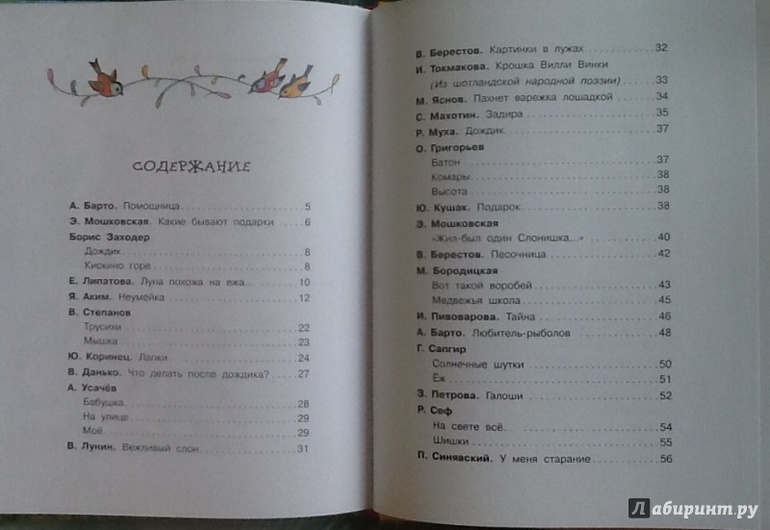 СОДЕРЖАНИЕ
А. Барто. Помощница 5
Э. Мошковская. Какие бывают подарки 6
Борис Заходер
Дождик 8
Кискино горе 8
Е. Липатова. Луна похожа на ежа... 10
Я. Аким. Неумейка 12
В. Степанов
Трусихи 22
Мышка 23
Ю. Коринец. Лапки 24
В. Данько. Что делать после дождика? 27
А. Усачёв
Бабушка 28
На улице 29
Моё 29
В. Лунин. Вежливый слон 31
В. Берестов. Картинки в лужах 32
И. Токмакова. Крошка Вилли Винки
(Из шотландской народной поэзии) 33
М. Яснов. Пахнет варежка лошадкой 34
С. Махотин. Задира 35
Р. Муха. Дождик 37
О. Григорьев
Батон 37
Комары 38
Высота 38
Ю. Кушак. Подарок 38
Э. Мошковская
«Жил-был один Слонишка...» 40
В. Берестов. Песочница 42
М. Бородицкая
Вот такой воробей 43
Медвежья школа 45
И. Пивоварова. Тайна 46
А. Барто. Любитель-рыболов 48
Г. Сапгир
Солнечные шутки 50
Ёж 51
З. Петрова. Галоши 52
Р. Сеф
На свете всё 54
Шишки 55
П. Синявский. У меня старание 56
Лабиринт.РУ